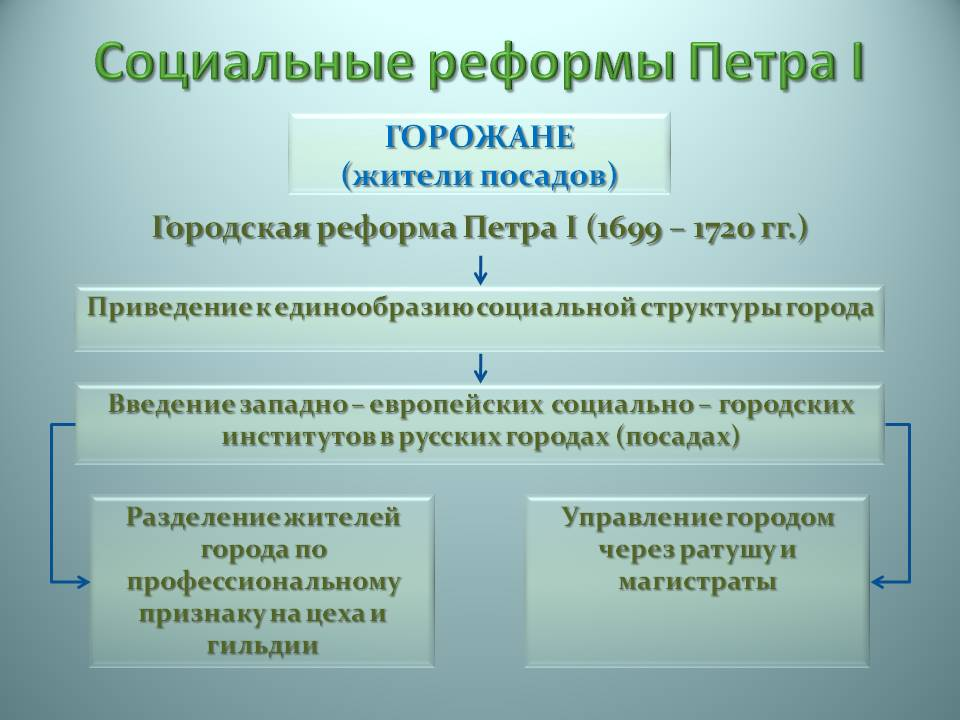 Социальные реформы Петра I
ГОРОЖАНЕ
(жители посадов)
Городская реформа Петра I (1699 – 1720 гг.)
Приведение к единообразию социальной структуры города
Введение западно – европейских социально – городских
институтов в русских городах (посадах)
Разделение жителей
города по
профессиональному
признаку на цеха и
гильдии
Управление городом
через ратушу и
магистраты